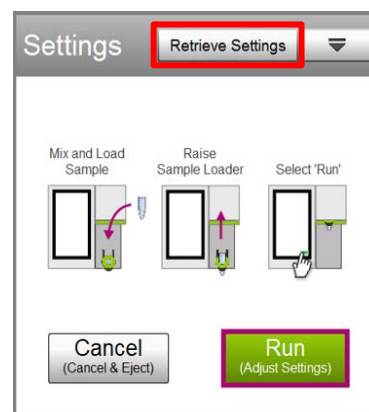 Settings
Retrieve Settings
Mix and Load
Sample
Raise
Sample Loader
Select 'Run'
Cancel
(Cancel & Eject)
Run
(Adjust Settings)